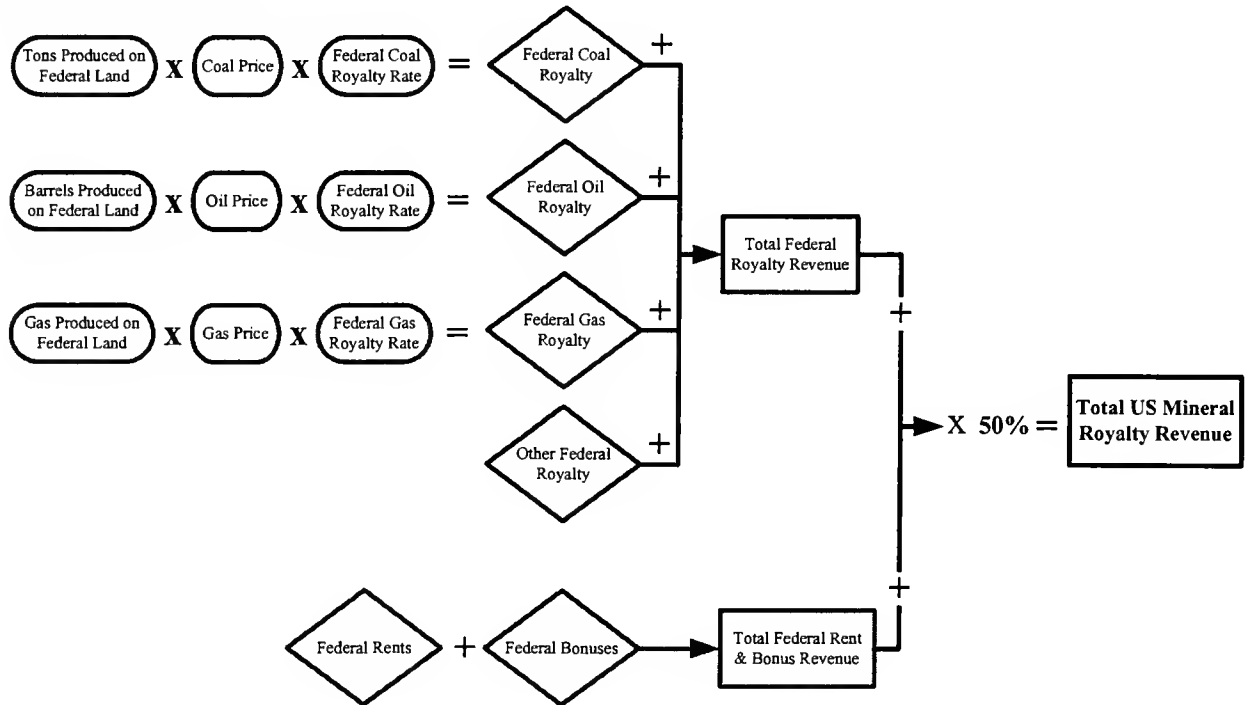 Tons Produced on
Federal Land
X
Coal Price
X
Federal Coal
Royalty Rate
=
Federal Coal
Royalty
+
Barrels Produced
on Federal Land
X
Oil Price
X
Federal Oil
Royalty Rate
=
Federal Oil
Royalty
+
Total Federal
Royalty Revenue
Gas Produced on
Federal Land
X
Gas Price
X
Federal Gas
Royalty Rate
=
Federal Gas
Royalty
+
+
Other Federal
Royalty
+
X 50% =
Total US Mineral
Royalty Revenue
Federal Rents
+
Federal Bonuses
Total Federal Rent
& Bonus Revenue
+